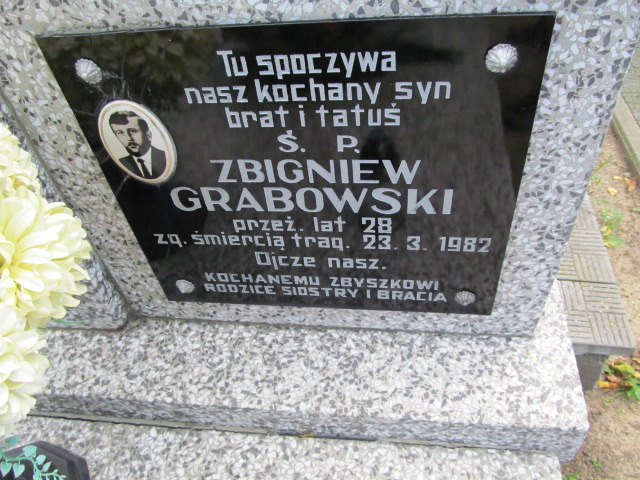 Tu spoczywa
nasz kochany syn
brat i tatuś
Ś. P.
ZBIGNIEW
GRABOWSKI
przeż. lat 28
zg. śmiercią trag. 23. 3. 1982
Ojcze nasz.
KOCHANEMU ZBYSZKOWI
RODZICE SIOSTRY I BRACIA